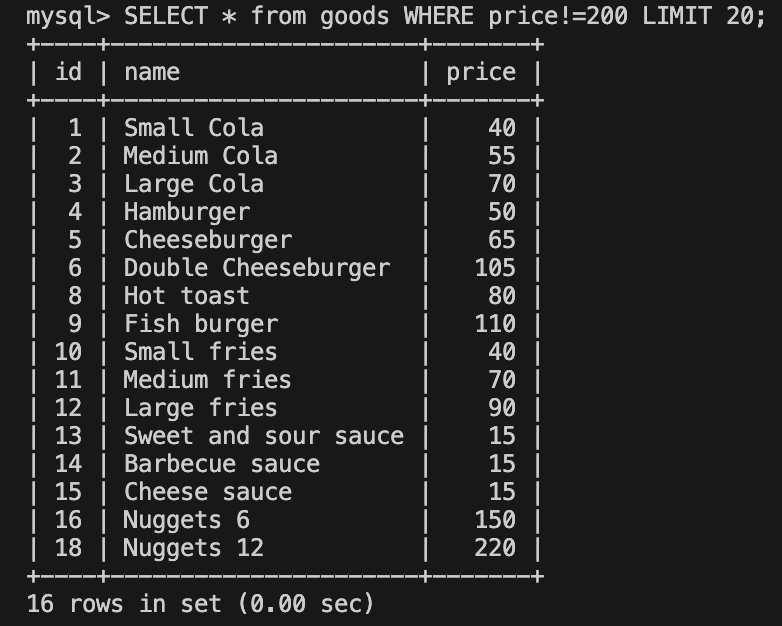 mysql> SELECT * from goods WHERE price!=200 LIMIT 20;
+----+----------------------+-------+
| id | name                 | price |
+----+----------------------+-------+
|  1 | Small Cola           |    40 |
|  2 | Medium Cola          |    55 |
|  3 | Large Cola           |    70 |
|  4 | Hamburger            |    50 |
|  5 | Cheeseburger         |    65 |
|  6 | Double Cheeseburger  |   105 |
|  8 | Hot toast            |    80 |
|  9 | Fish burger          |   110 |
| 10 | Small fries          |    40 |
| 11 | Medium fries         |    70 |
| 12 | Large fries          |    90 |
| 13 | Sweet and sour sauce |    15 |
| 14 | Barbecue sauce       |    15 |
| 15 | Cheese sauce         |    15 |
| 16 | Nuggets 6            |   150 |
| 18 | Nuggets 12           |   220 |
+----+----------------------+-------+
16 rows in set (0.00 sec)